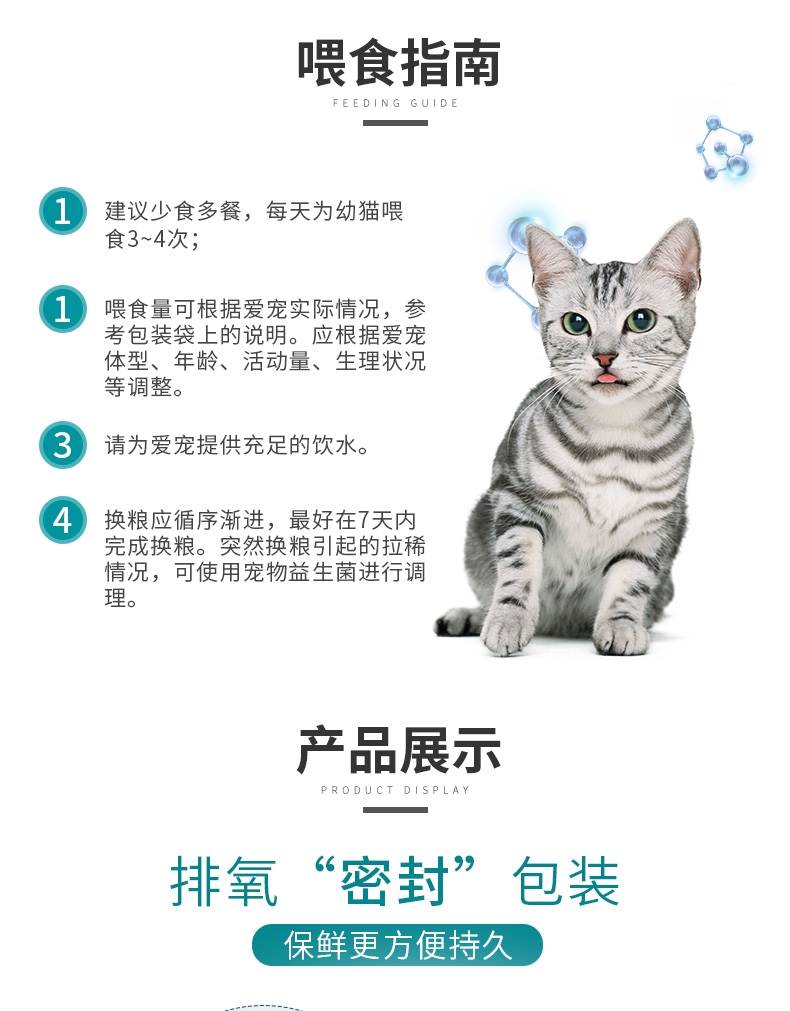 喂食指南
FEEDING GUIDE
1
建议少食多餐，每天为幼猫喂
食3~4次；
1
喂食量可根据爱宠实际情况，参
考包装袋上的说明。应根据爱宠
体型、年龄、活动量、生理状况
等调整。
3
请为爱宠提供充足的饮水。
4
换粮应循序渐进，最好在7天内
完成换粮。突然换粮引起的拉稀
情况，可使用宠物益生菌进行调
理。
产品展示
PRODUCT DISPLAY
排氧“密封”包装
保鲜更方便持久